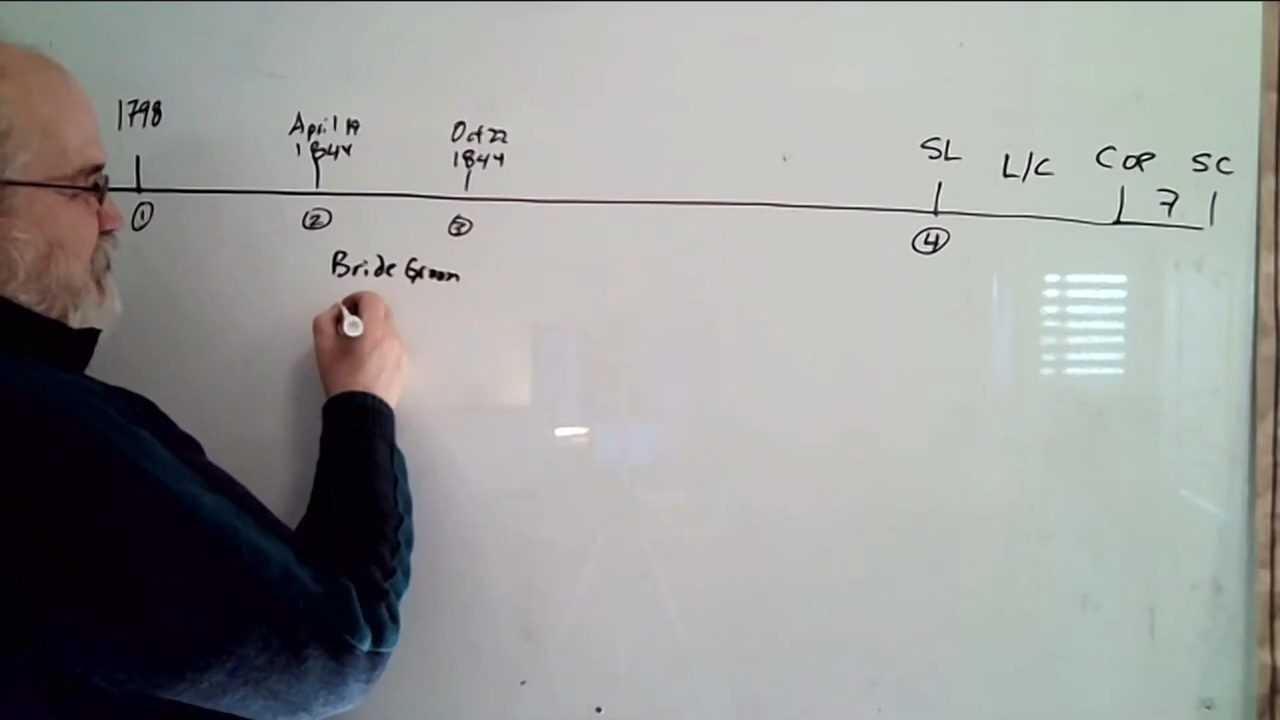 1798
April 19
1844
Oct 22
1844
SL
L/C
COP
SC
7
①
②
③
④
Bride Groom